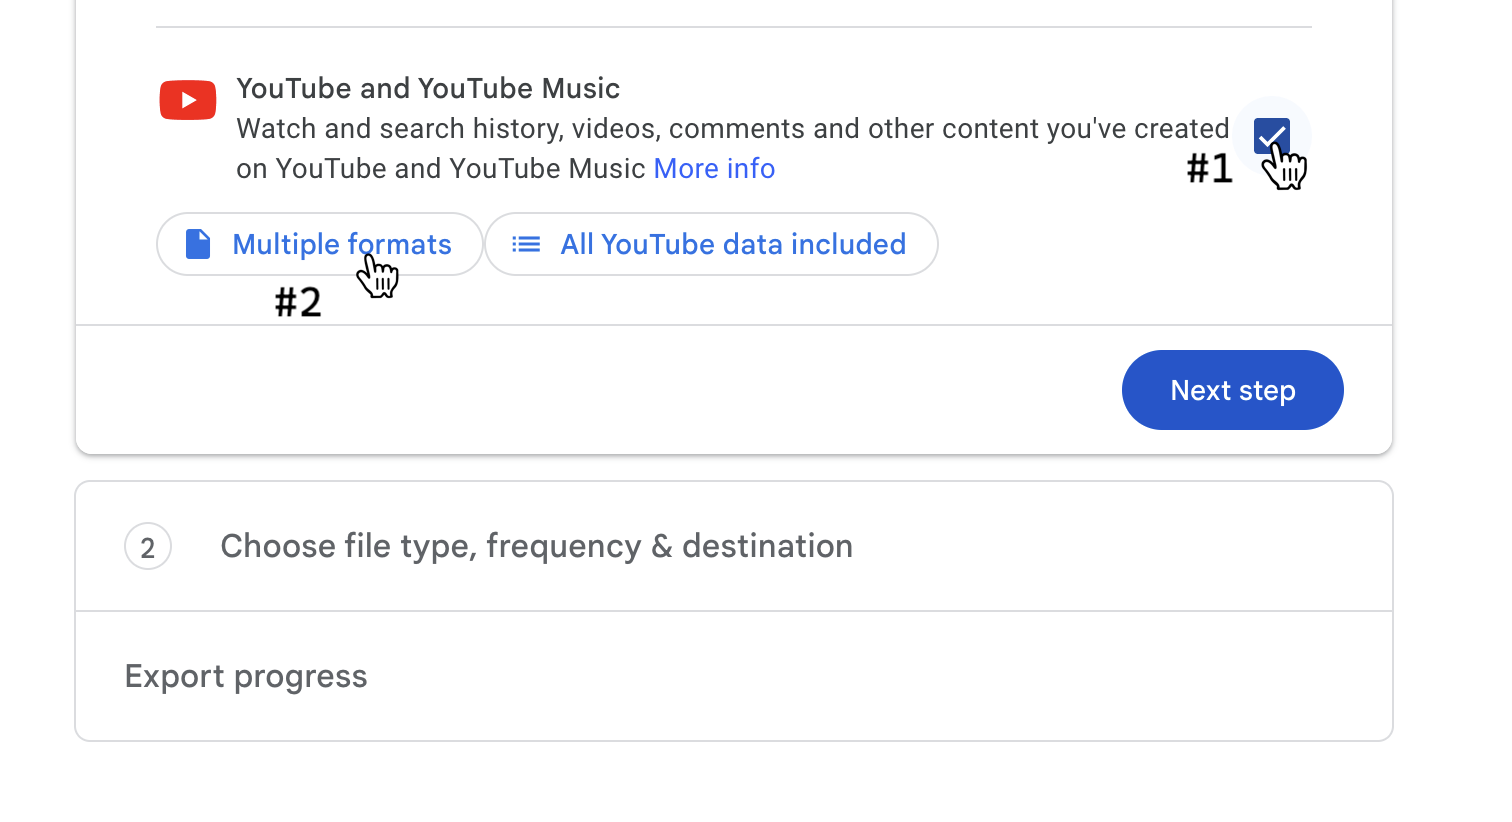 YouTube and YouTube Music
Watch and search history, videos, comments and other content you've created
on YouTube and YouTube Music More info
#1
Multiple formats
All YouTube data included
#2
Next step
2
Choose file type, frequency & destination
Export progress